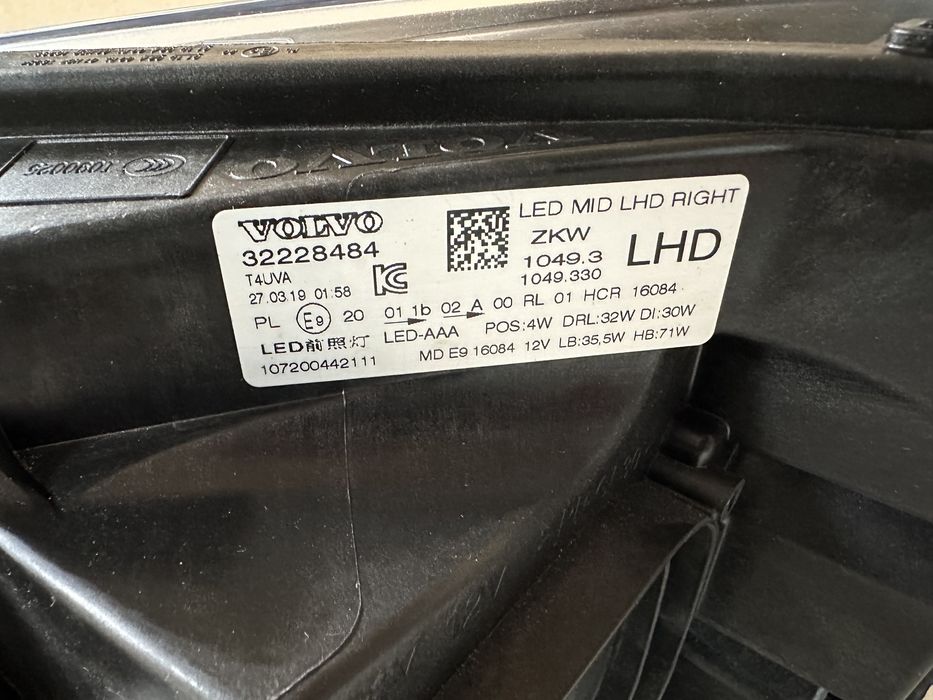 VOLVO
32228484
T4UVA
27.03.19 01:58
LED MID LHD RIGHT
ZKW
1049.3
1049.330
LHD
PL E9 20 01 1b 02 A 00 RL 01 HCR 16084
LED前照灯 LED-AAA POS:4W DRL:32W DI:30W
107200442111 MD E9 16084 12V LB:35,5W HB:71W
VOLVO